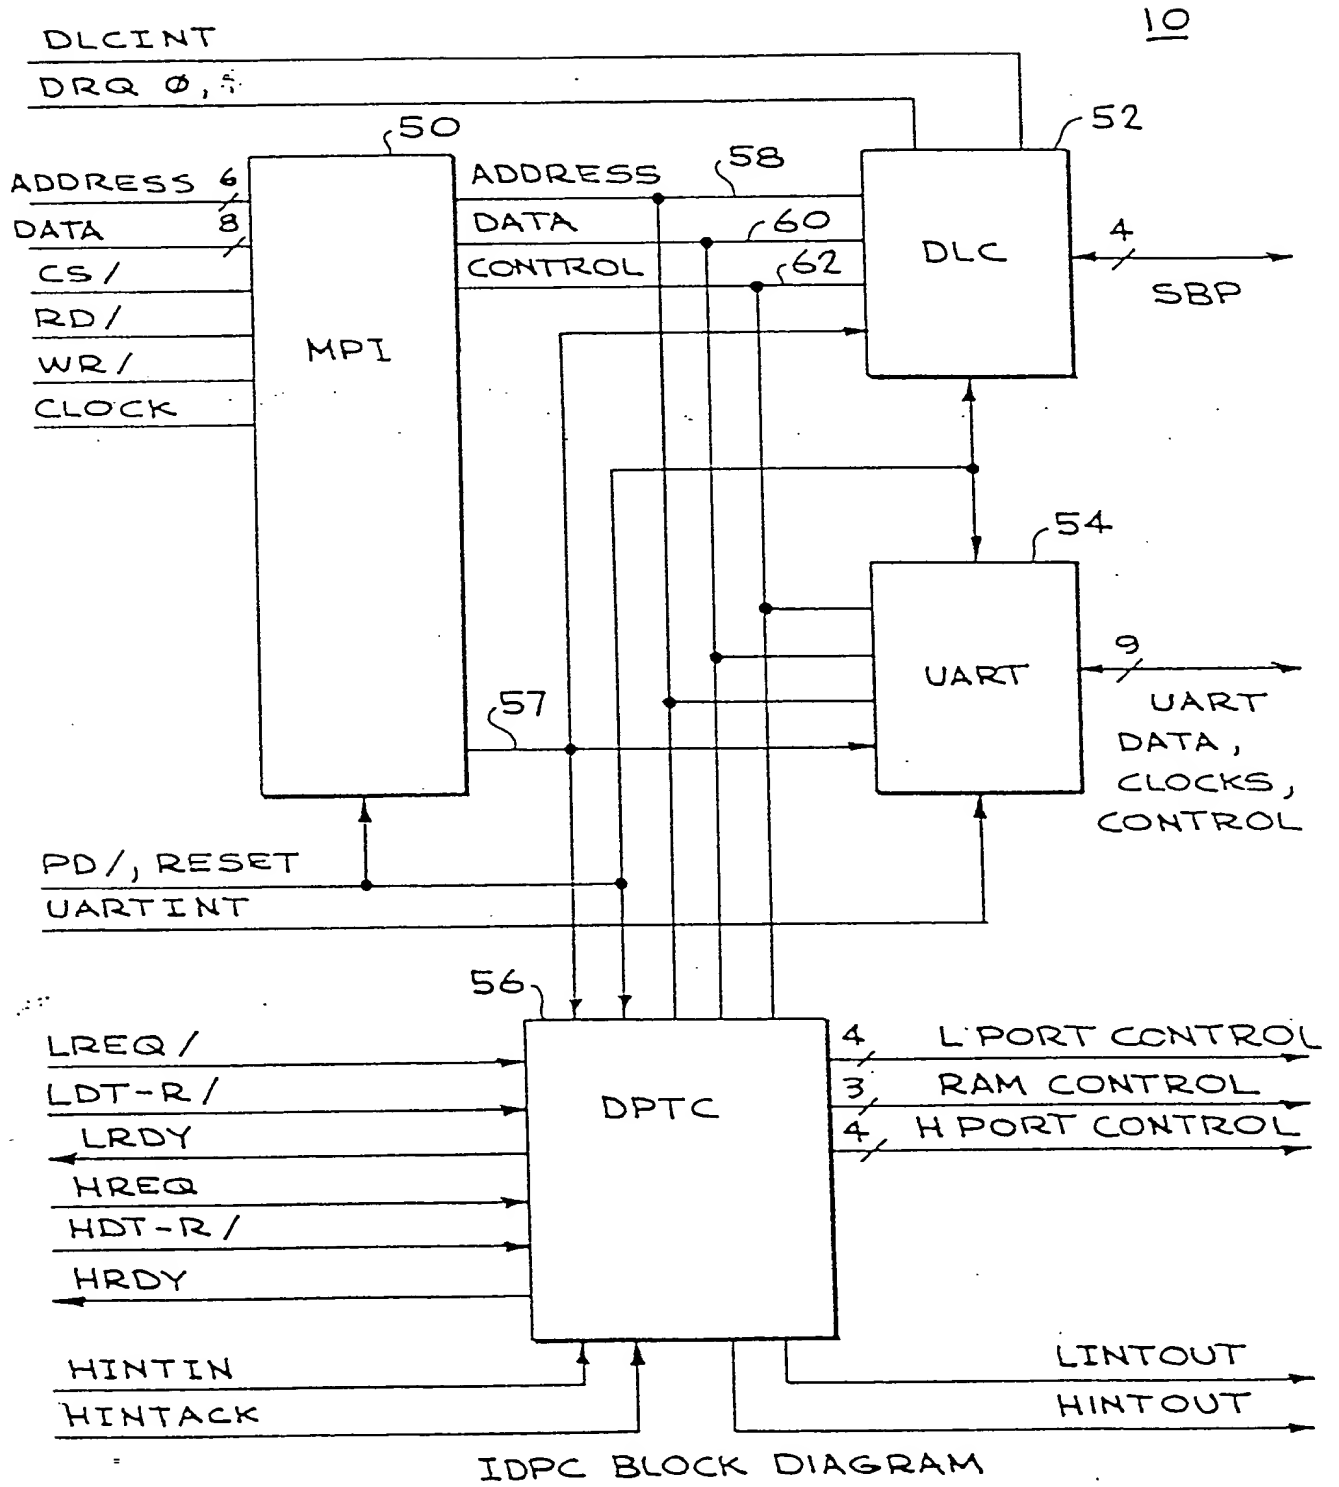 10
DLCINT
DRQ Ø,
50
52
ADDRESS 6
DATA 8
CS/
RD/
WR/
CLOCK
MPI
ADDRESS 58
DATA 60
CONTROL 62
DLC
4
SBP
54
UART
9
UART
DATA,
CLOCKS,
CONTROL
57
PD/, RESET
UARTINT
56
LREQ/
LDT-R/
LRDY
HREQ
HDT-R/
HRDY
DPTC
4 L PORT CONTROL
3 RAM CONTROL
4 H PORT CONTROL
HINTIN
HINTACK
LINTOUT
HINTOUT
IDPC BLOCK DIAGRAM